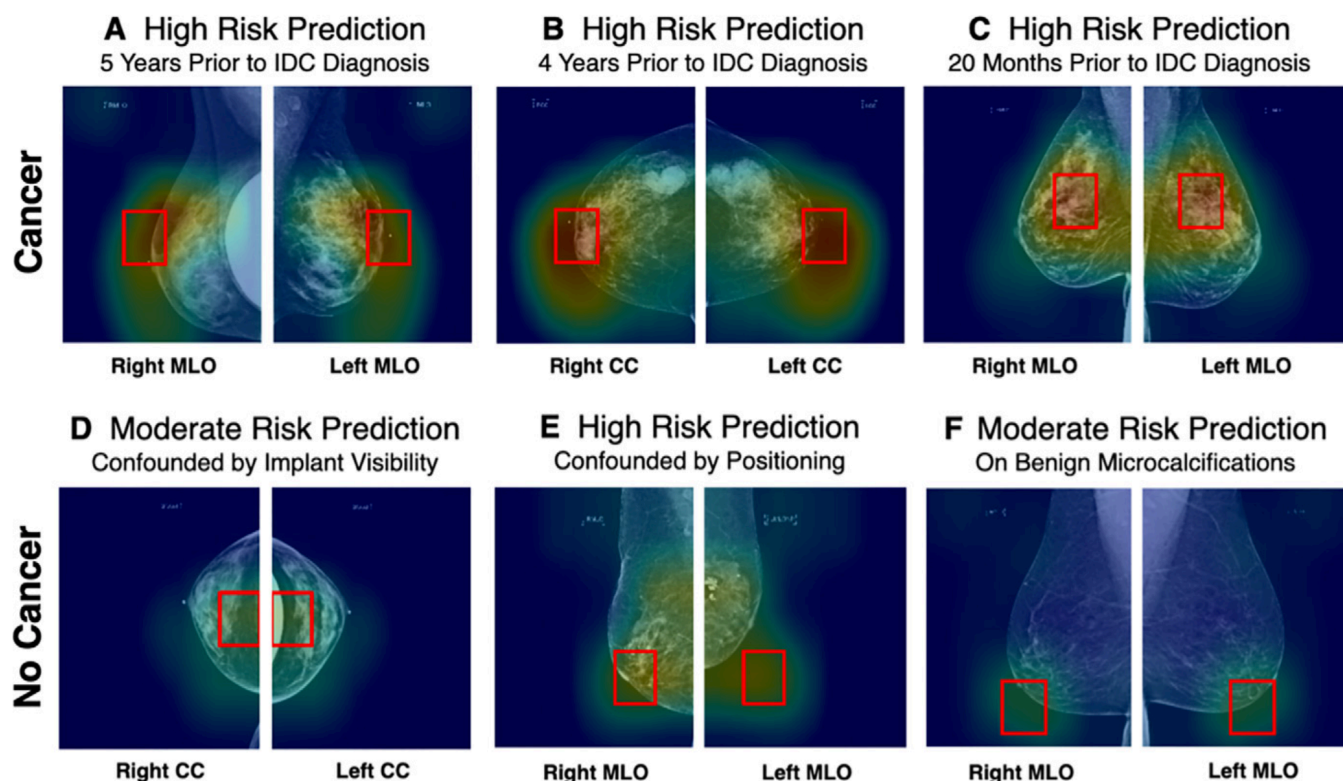 A High Risk Prediction
5 Years Prior to IDC Diagnosis
B High Risk Prediction
4 Years Prior to IDC Diagnosis
C High Risk Prediction
20 Months Prior to IDC Diagnosis
Cancer
Right MLO
Left MLO
Right CC
Left CC
Right MLO
Left MLO
D Moderate Risk Prediction
Confounded by Implant Visibility
E High Risk Prediction
Confounded by Positioning
F Moderate Risk Prediction
On Benign Microcalcifications
No Cancer
Right CC
Left CC
Right MLO
Left MLO
Right MLO
Left MLO